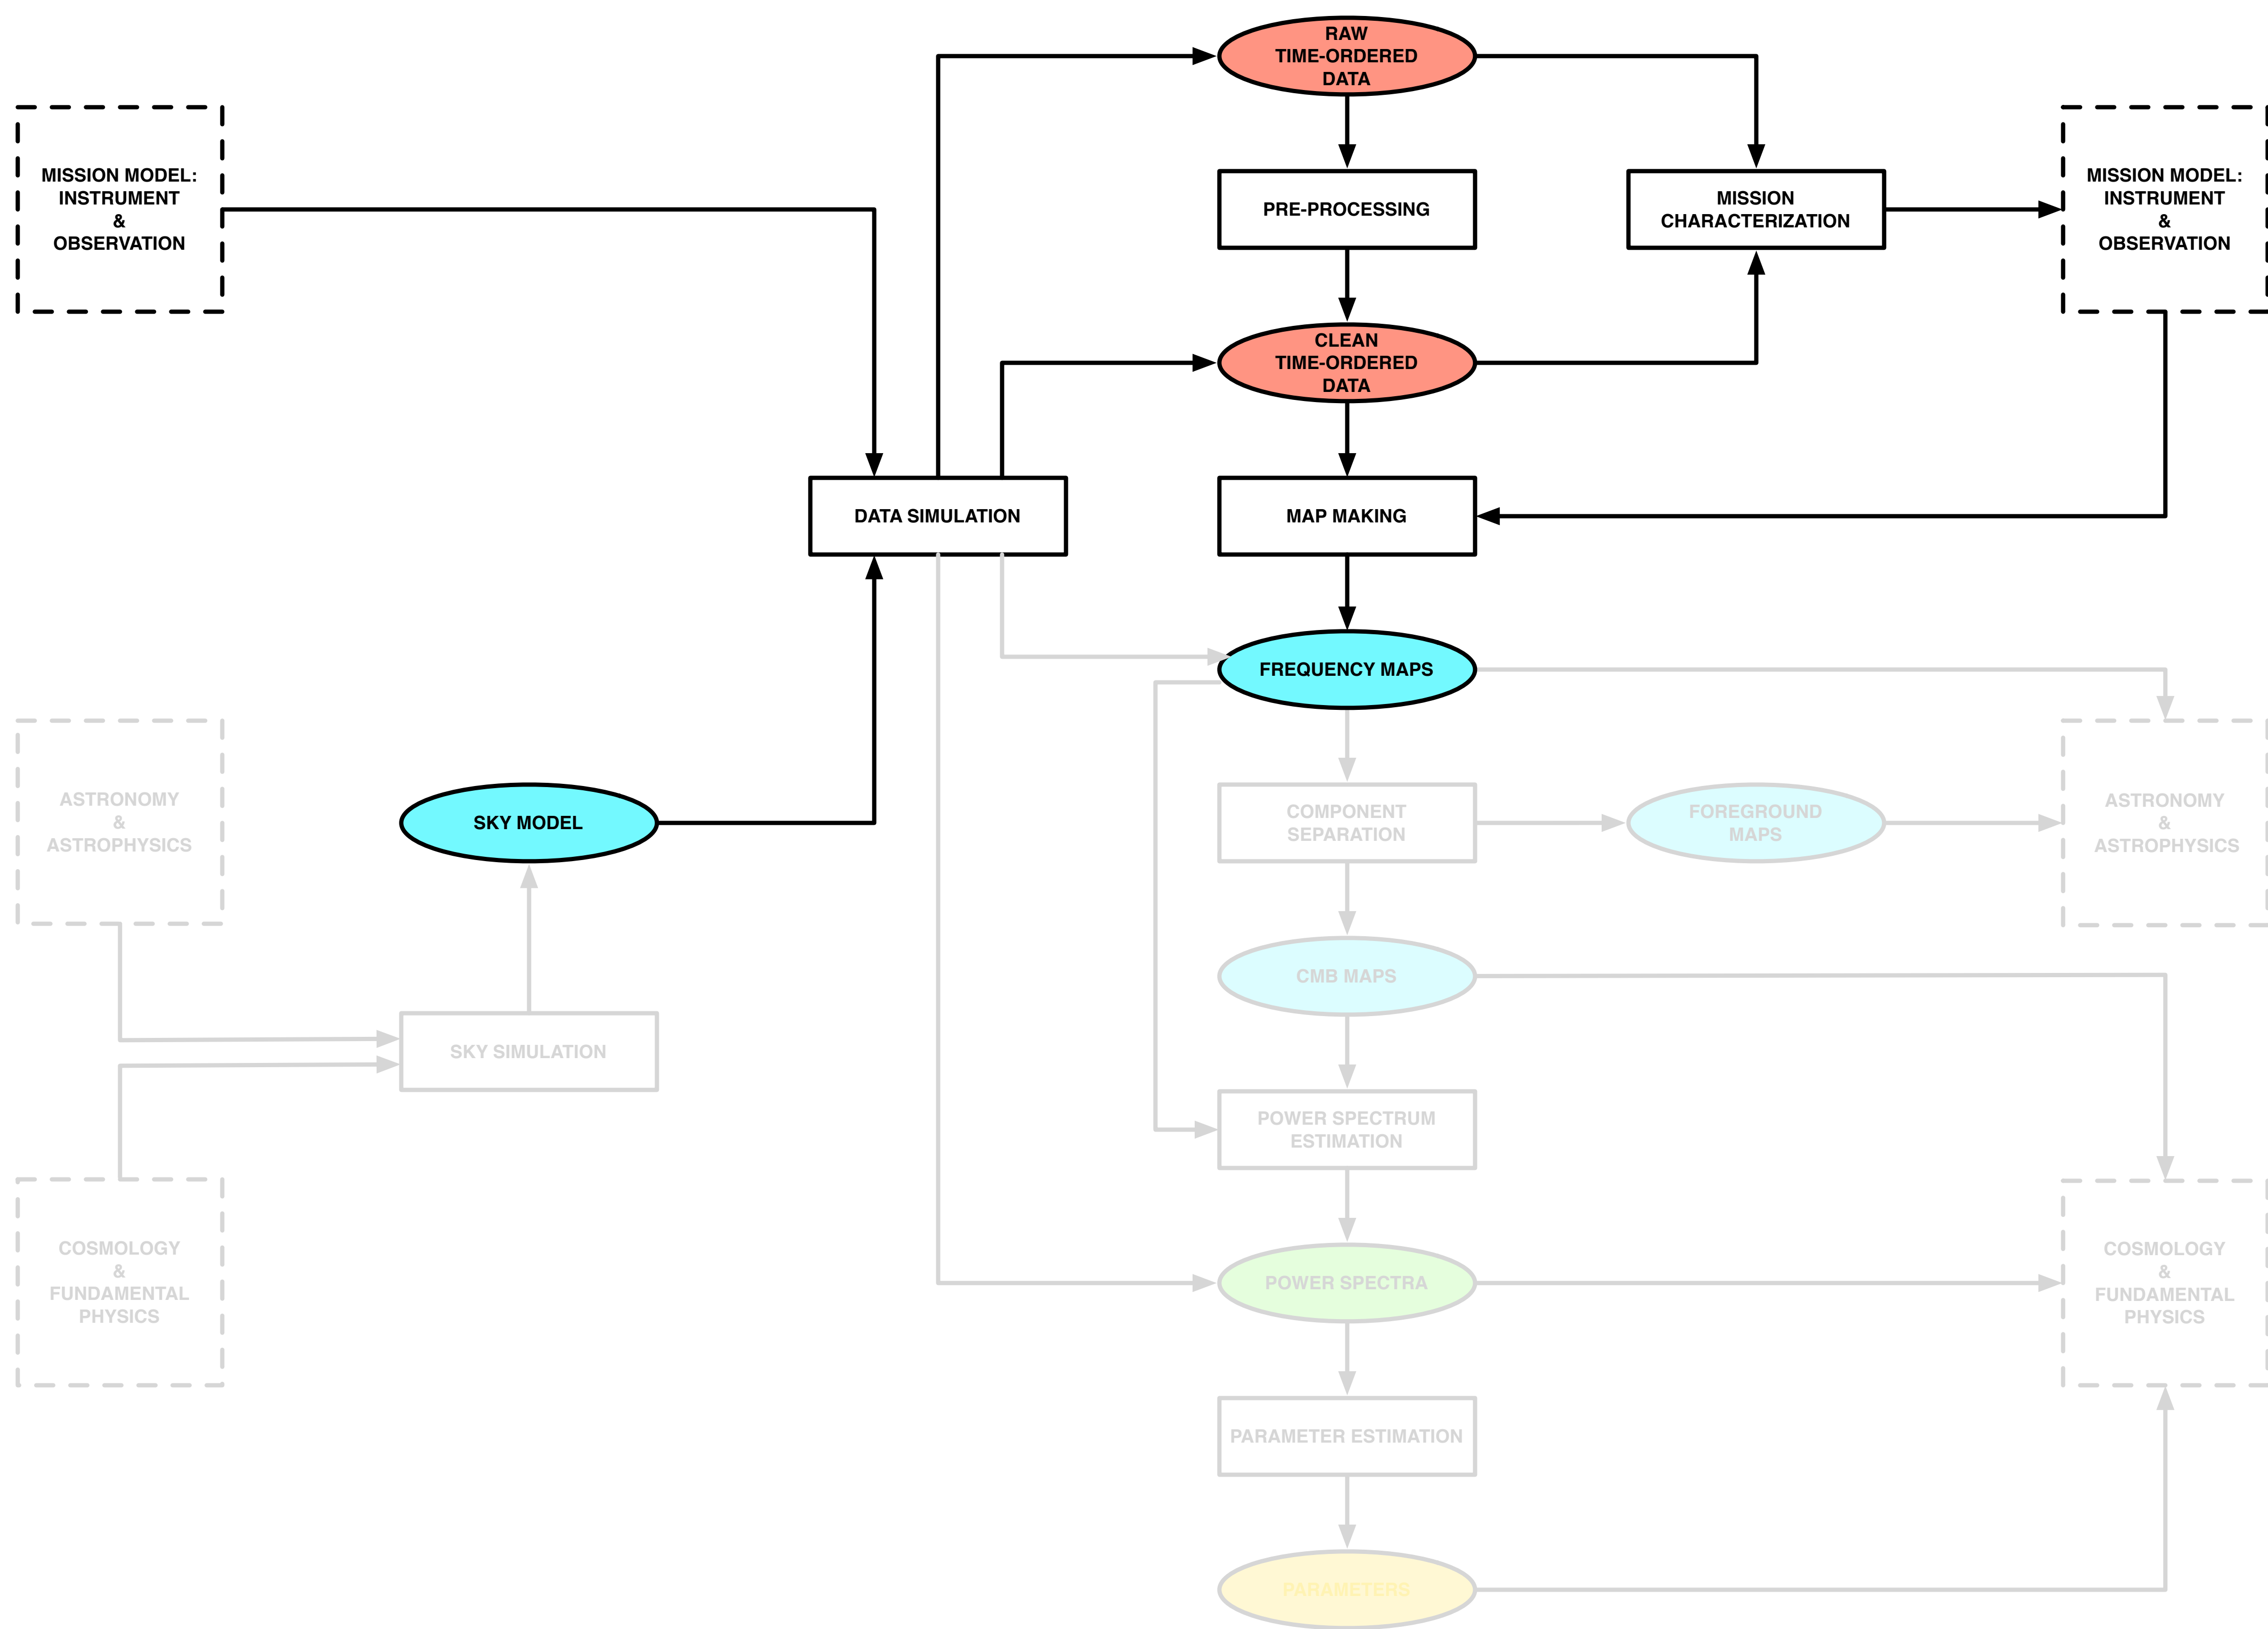 RAW
TIME-ORDERED
DATA
MISSION MODEL:
INSTRUMENT
&
OBSERVATION
PRE-PROCESSING
MISSION
CHARACTERIZATION
MISSION MODEL:
INSTRUMENT
&
OBSERVATION
CLEAN
TIME-ORDERED
DATA
DATA SIMULATION
MAP MAKING
FREQUENCY MAPS
ASTRONOMY
&
ASTROPHYSICS
SKY MODEL
COMPONENT
SEPARATION
FOREGROUND
MAPS
ASTRONOMY
&
ASTROPHYSICS
CMB MAPS
SKY SIMULATION
POWER SPECTRUM
ESTIMATION
COSMOLOGY
&
FUNDAMENTAL
PHYSICS
POWER SPECTRA
COSMOLOGY
&
FUNDAMENTAL
PHYSICS
PARAMETER ESTIMATION
PARAMETERS